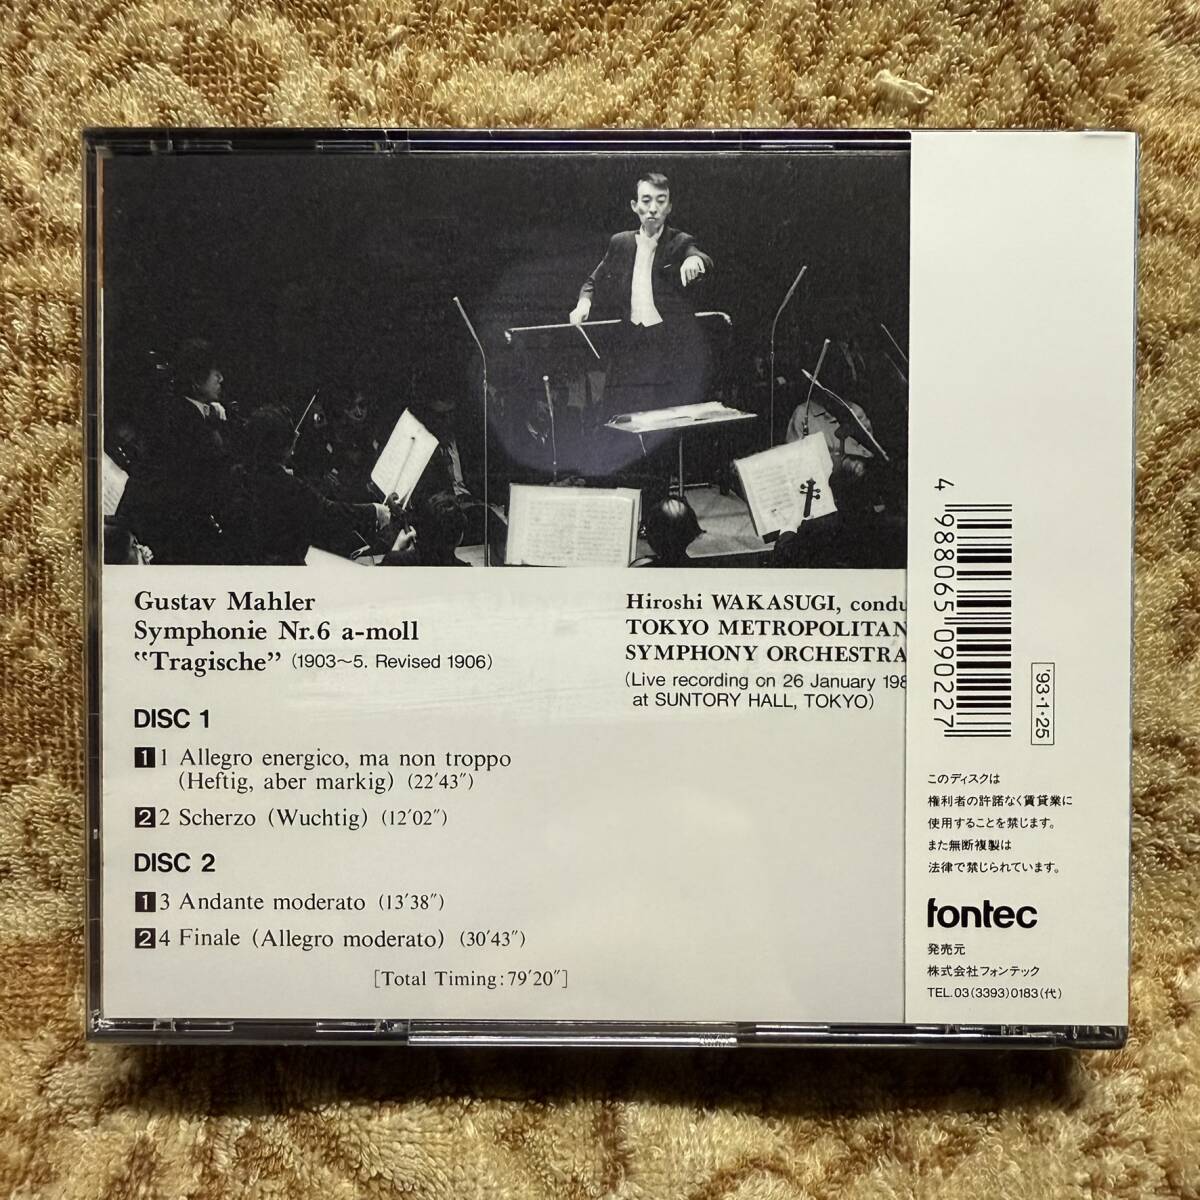 Gustav Mahler
Symphonie Nr.6 a-moll
“Tragische” (1903～5. Revised 1906)
Hiroshi WAKASUGI, condu
TOKYO METROPOLITAN
SYMPHONY ORCHESTRA
(Live recording on 26 January 198
at SUNTORY HALL, TOKYO)
DISC 1
1 1 Allegro energico, ma non troppo
(Heftig, aber markig) (22′43″)
2 2 Scherzo (Wuchtig) (12′02″)
DISC 2
1 3 Andante moderato (13′38″)
2 4 Finale (Allegro moderato) (30′43″)
[Total Timing:79′20″]
4 988065 090227
'93・1・25
このディスクは
権利者の許諾なく賃貸業に
使用することを禁じます。
また無断複製は
法律で禁じられています。
fontec
発売元
株式会社フォンテック
TEL.03(3393)0183(代)